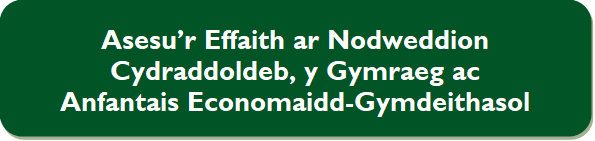 Asesu’r Effaith ar Nodweddion
Cydraddoldeb, y Gymraeg ac
Anfantais Economaidd-Gymdeithasol